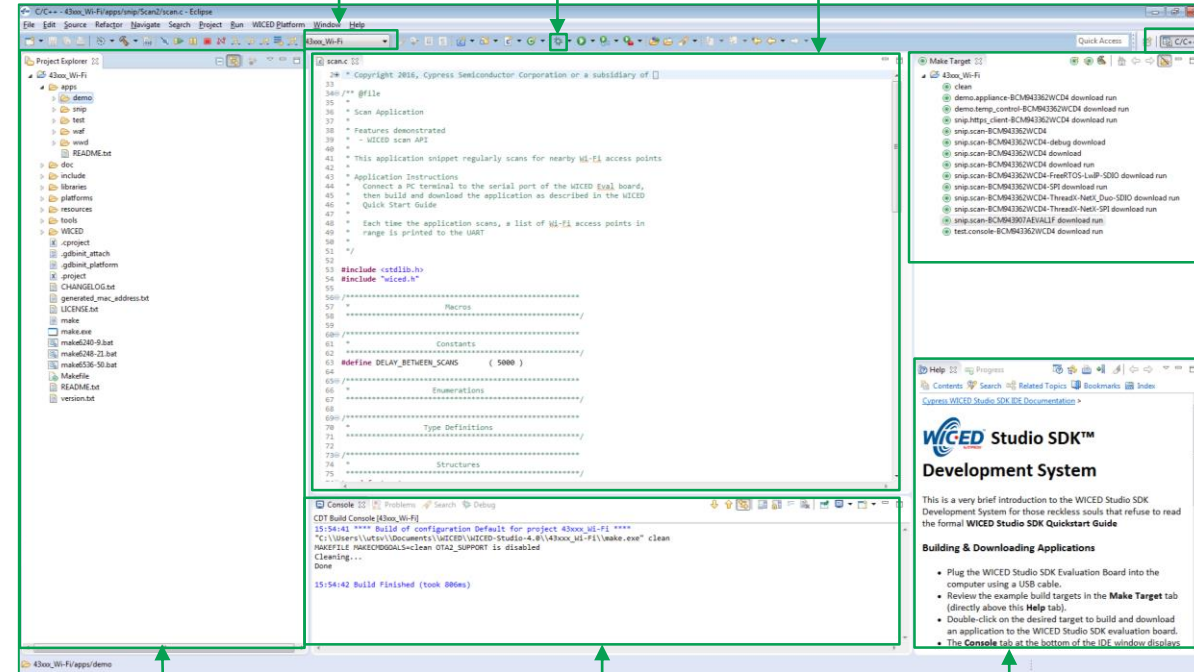 C/C++ - 43xxx_Wi-Fi/apps/snip/Scan2/scan.c - Eclipse
File Edit Source Refactor Navigate Search Project Run WICED Platform Window Help
43xxx_Wi-Fi
Quick Access
C/C++
Project Explorer
43xxx_Wi-Fi
apps
demo
snip
test
waf
wwd
README.txt
doc
include
libraries
platforms
resources
tools
WICED
.cproject
.gdbinit_attach
.gdbinit_platform
.project
CHANGELOG.txt
generated_mac_address.txt
LICENSE.txt
make
make.exe
make6240-9.bat
make6248-21.bat
make6536-50.bat
Makefile
README.txt
version.txt
scan.c
2 * Copyright 2016, Cypress Semiconductor Corporation or a subsidiary of
33
34 /** @file
35 *
36 * Scan Application
37 *
38 * Features demonstrated
39 * - WICED scan API
40 *
41 * This application snippet regularly scans for nearby Wi-Fi access points
42 *
43 * Application Instructions
44 * Connect a PC terminal to the serial port of the WICED Eval board,
45 * then build and download the application as described in the WICED
46 * Quick Start Guide
47 *
48 * Each time the application scans, a list of Wi-Fi access points in
49 * range is printed to the UART
50 *
51 */
52
53 #include <stdlib.h>
54 #include "wiced.h"
55
56 /******************************************************
57 * Macros
58 ******************************************************/
59
60 /******************************************************
61 * Constants
62 ******************************************************/
63 #define DELAY_BETWEEN_SCANS ( 5000 )
64
65 /******************************************************
66 * Enumerations
67 ******************************************************/
68
69 /******************************************************
70 * Type Definitions
71 ******************************************************/
72
73 /******************************************************
74 * Structures
75 ******************************************************/
Console Problems Search Debug
CDT Build Console [43xxx_Wi-Fi]
15:54:41 **** Build of configuration Default for project 43xxx_Wi-Fi ****
"C:\\Users\\utsv\\Documents\\WICED\\WICED-Studio-4.0\\43xxx_Wi-Fi\\make.exe" clean
MAKEFILE MAKECMDGOALS=clean OTA2_SUPPORT is disabled
Cleaning...
Done
15:54:42 Build Finished (took 806ms)
Make Target
43xxx_Wi-Fi
clean
demo.appliance-BCM943362WCD4 download run
demo.temp_control-BCM943362WCD4 download run
snip.https_client-BCM943362WCD4 download run
snip.scan-BCM943362WCD4
snip.scan-BCM943362WCD4-debug download
snip.scan-BCM943362WCD4 download
snip.scan-BCM943362WCD4 download run
snip.scan-BCM943362WCD4-FreeRTOS-LwIP-SDIO download run
snip.scan-BCM943362WCD4-SPI download run
snip.scan-BCM943362WCD4-ThreadX-NetX_Duo-SDIO download run
snip.scan-BCM943362WCD4-ThreadX-NetX-SPI download run
snip.scan-BCM943907AEVAL1F download run
test.console-BCM943362WCD4 download run
Help Progress
Contents Search Related Topics Bookmarks Index
Cypress WICED Studio SDK IDE Documentation >
WICED Studio SDK™
Development System
This is a very brief introduction to the WICED Studio SDK
Development System for those reckless souls that refuse to read
the formal WICED Studio SDK Quickstart Guide
Building & Downloading Applications
• Plug the WICED Studio SDK Evaluation Board into the
computer using a USB cable.
• Review the example build targets in the Make Target tab
(directly above this Help tab).
• Double-click on the desired target to build and download
an application to the WICED Studio SDK evaluation board.
• The Console tab at the bottom of the IDE window displays
43xxx_Wi-Fi/apps/demo